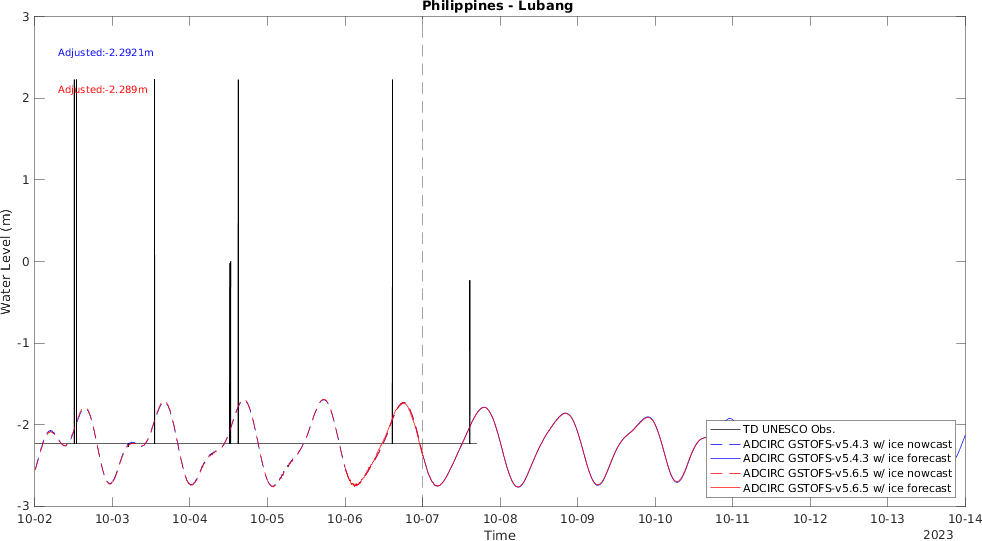 Philippines - Lubang
3
Adjusted:-2.2921m
Adjusted:-2.289m
2
1
0
-1
-2
-3
Water Level (m)
TD UNESCO Obs.
ADCIRC GSTOFS-v5.4.3 w/ ice nowcast
ADCIRC GSTOFS-v5.4.3 w/ ice forecast
ADCIRC GSTOFS-v5.6.5 w/ ice nowcast
ADCIRC GSTOFS-v5.6.5 w/ ice forecast
10-02 10-03 10-04 10-05 10-06 10-07 10-08 10-09 10-10 10-11 10-12 10-13 10-14
Time
2023